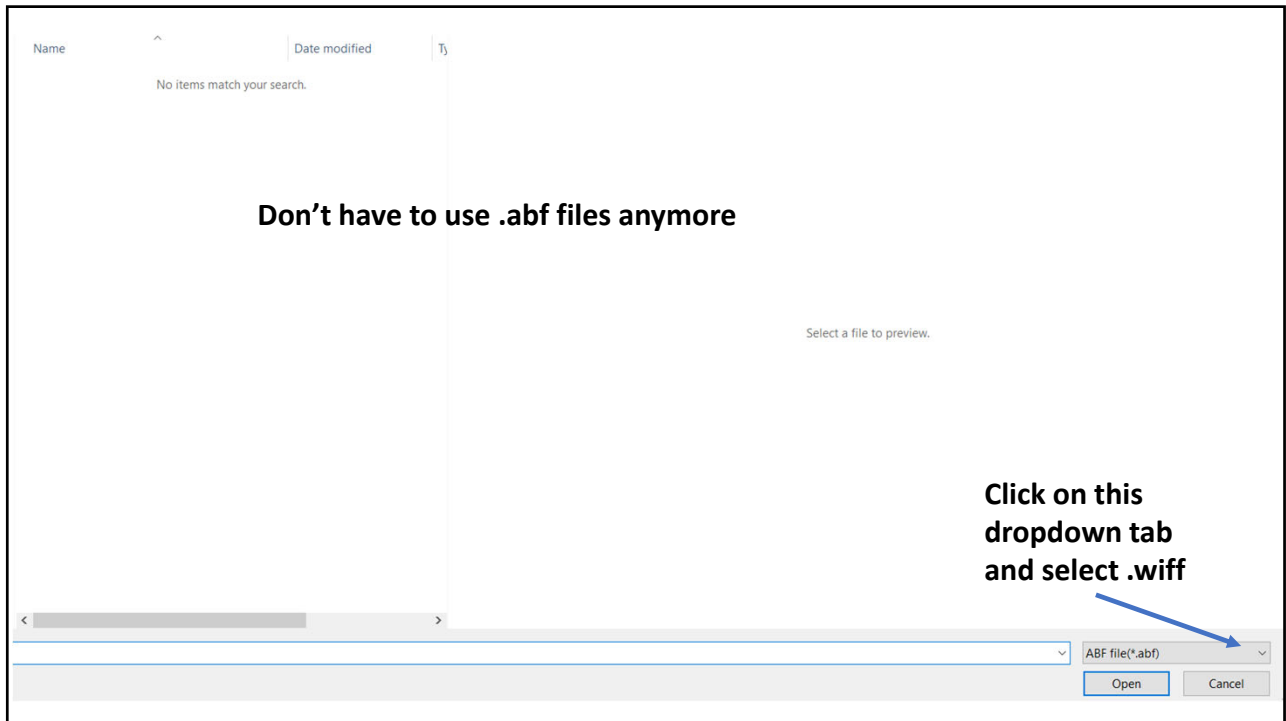 Name Date modified Ty
No items match your search.
Don’t have to use .abf files anymore
Select a file to preview.
Click on this
dropdown tab
and select .wiff
ABF file(*.abf)
Open Cancel